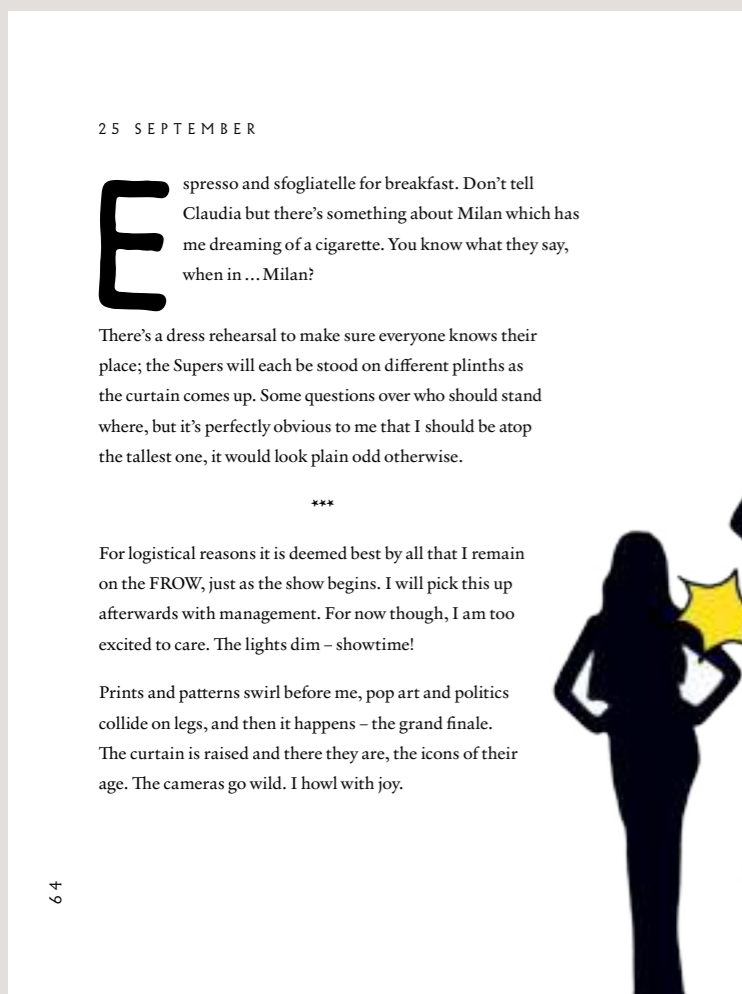 25 SEPTEMBER
Espresso and sfogliatelle for breakfast. Don’t tell
Claudia but there’s something about Milan which has
me dreaming of a cigarette. You know what they say,
when in … Milan?
There’s a dress rehearsal to make sure everyone knows their
place; the Supers will each be stood on different plinths as
the curtain comes up. Some questions over who should stand
where, but it’s perfectly obvious to me that I should be atop
the tallest one, it would look plain odd otherwise.
***
For logistical reasons it is deemed best by all that I remain
on the FROW, just as the show begins. I will pick this up
afterwards with management. For now though, I am too
excited to care. The lights dim – showtime!
Prints and patterns swirl before me, pop art and politics
collide on legs, and then it happens – the grand finale.
The curtain is raised and there they are, the icons of their
age. The cameras go wild. I howl with joy.
64